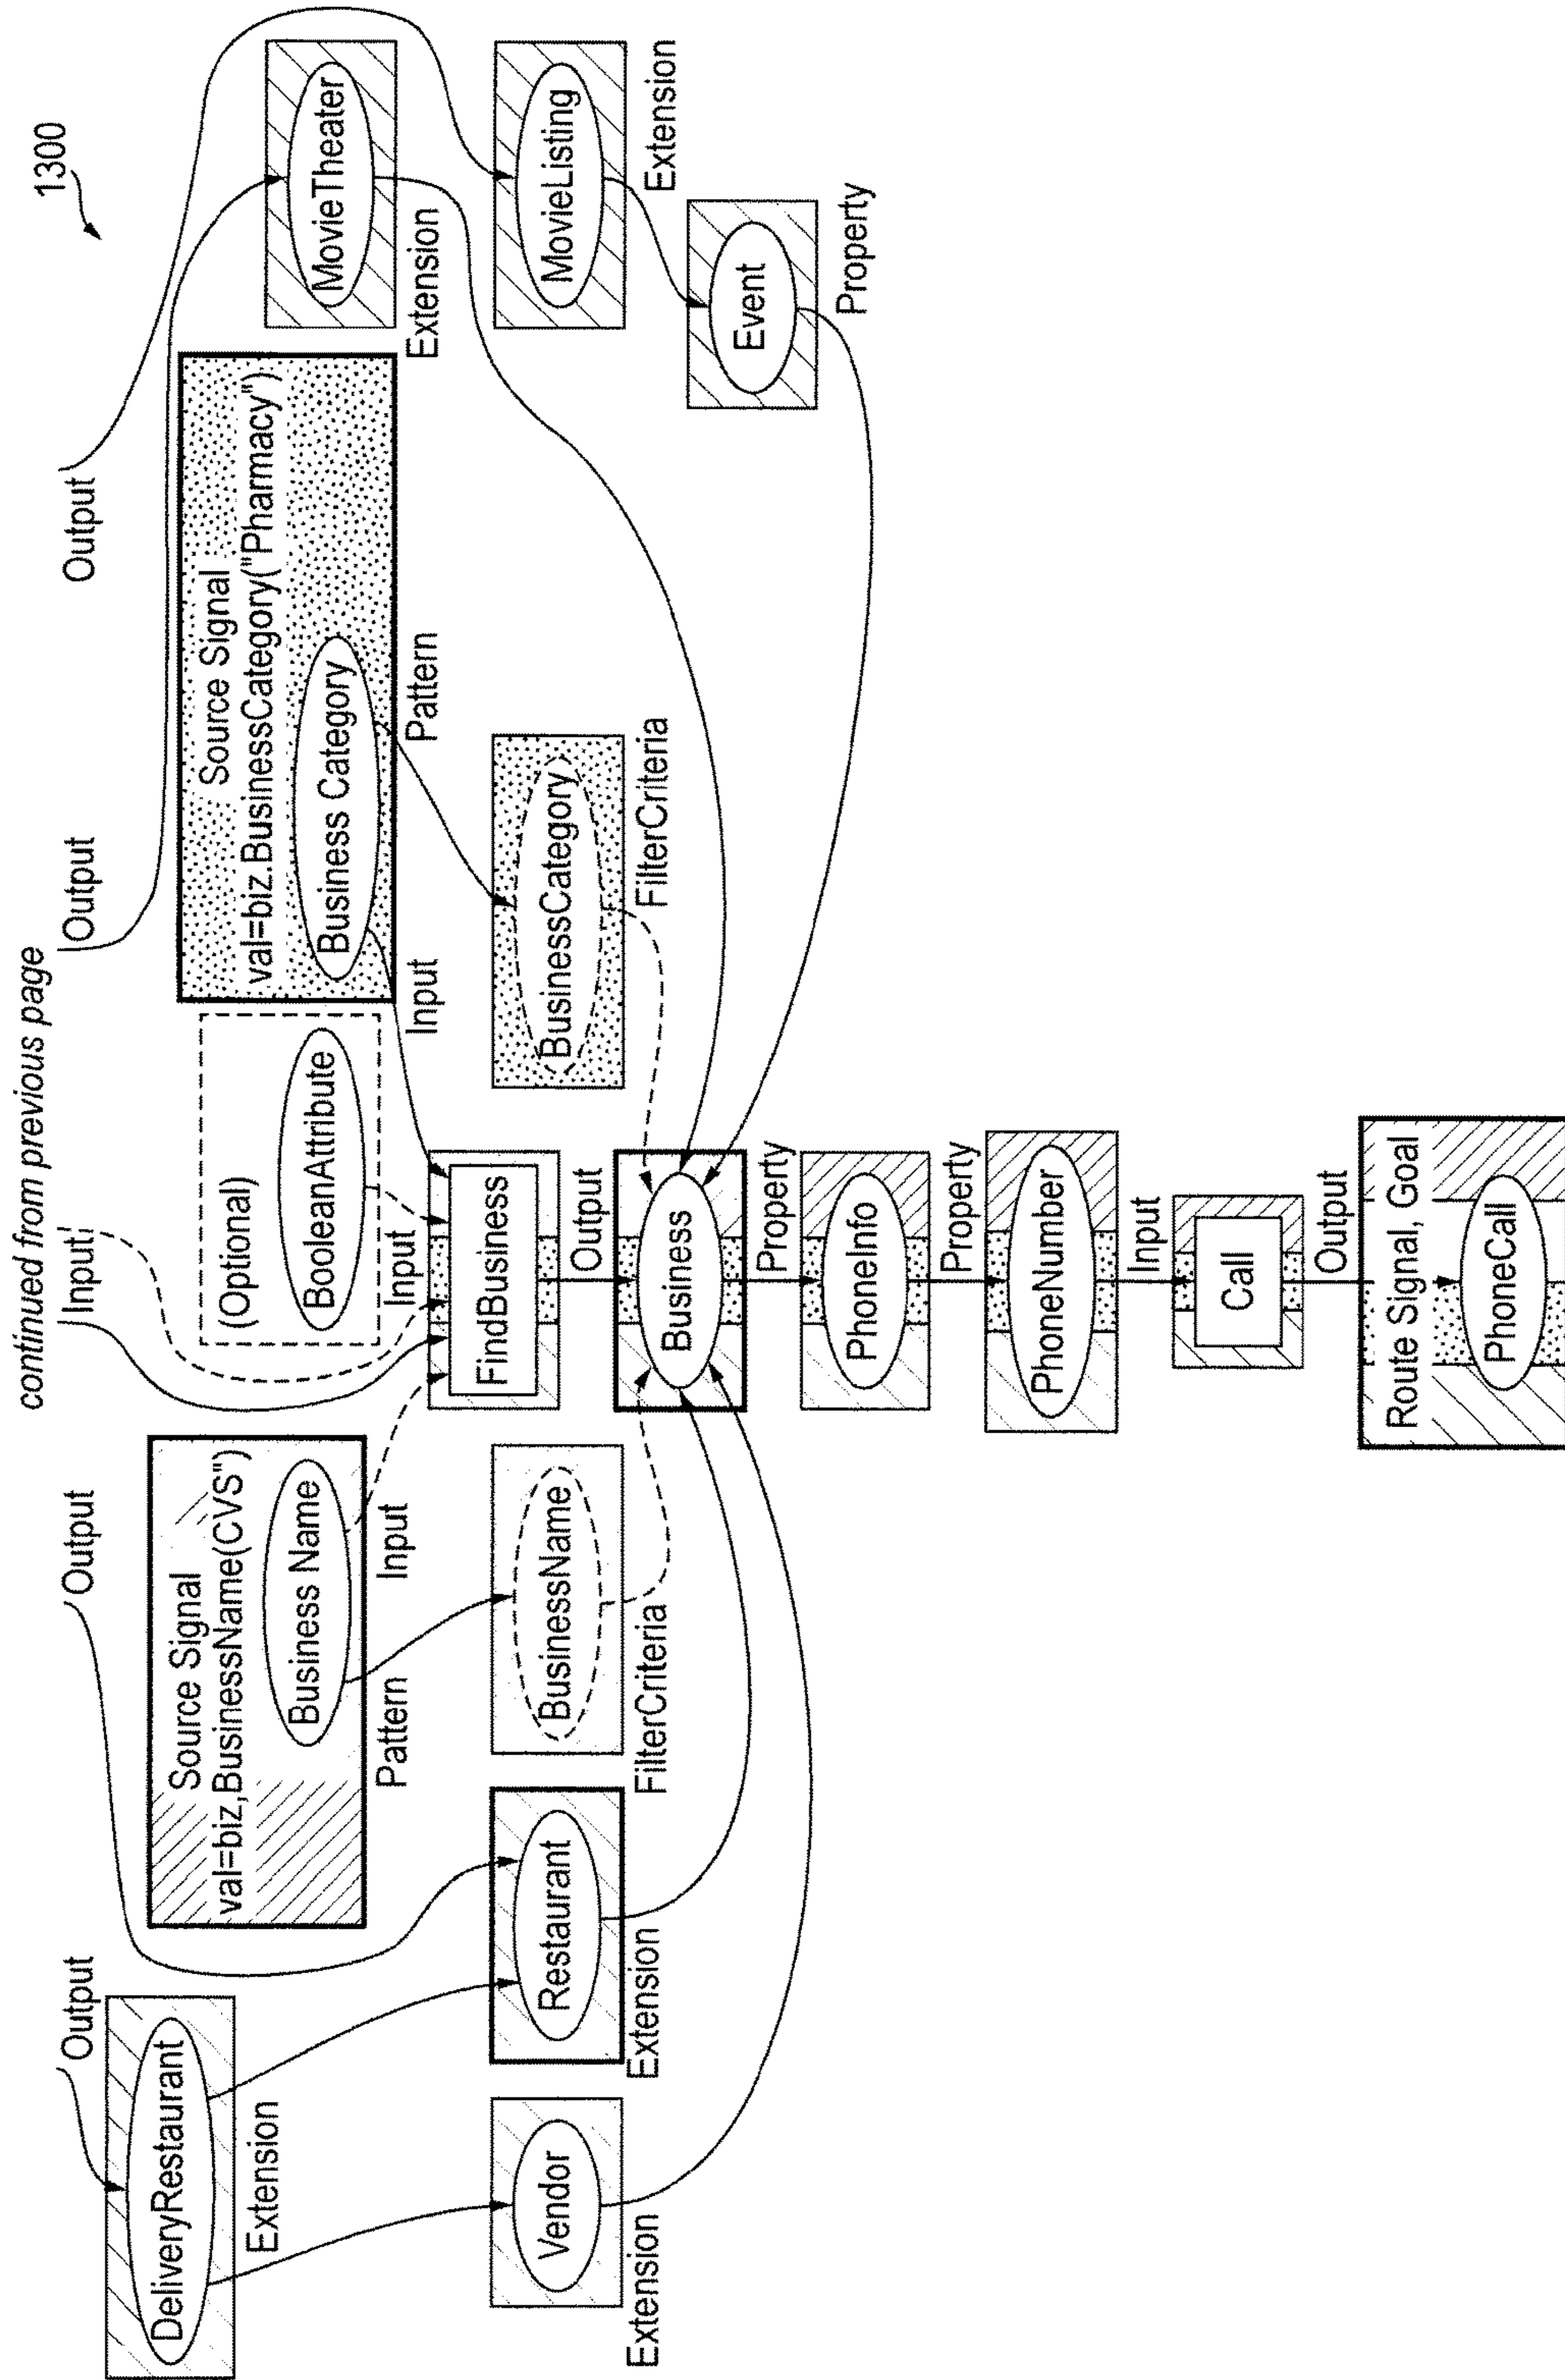 continued from previous page
1300
Output
Output
Input
Output
Output
DeliveryRestaurant
Extension
Source Signal
val=biz,BusinessName(CVS")
Business Name
Pattern
Input
(Optional)
BooleanAttribute
Input
Source Signal
val=biz.BusinessCategory("Pharmacy")
Business Category
Input
Pattern
MovieTheater
Extension
Vendor
Extension
Restaurant
Extension
BusinessName
FilterCriteria
FindBusiness
Output
BusinessCategory
FilterCriteria
MovieListing
Extension
Business
Property
Event
Property
PhoneInfo
Property
PhoneNumber
Input
Call
Output
Route Signal, Goal
PhoneCall